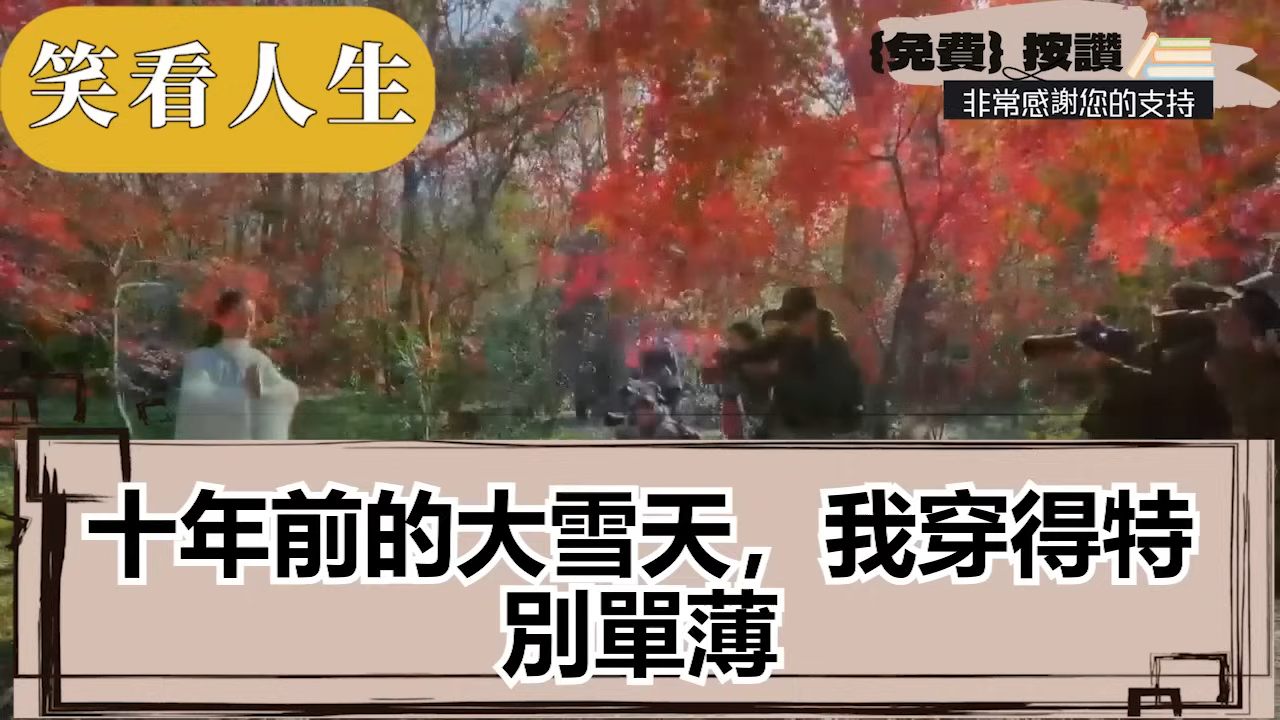 笑看人生
{免費} 按讚
非常感謝您的支持
十年前的大雪天，我穿得特
別單薄